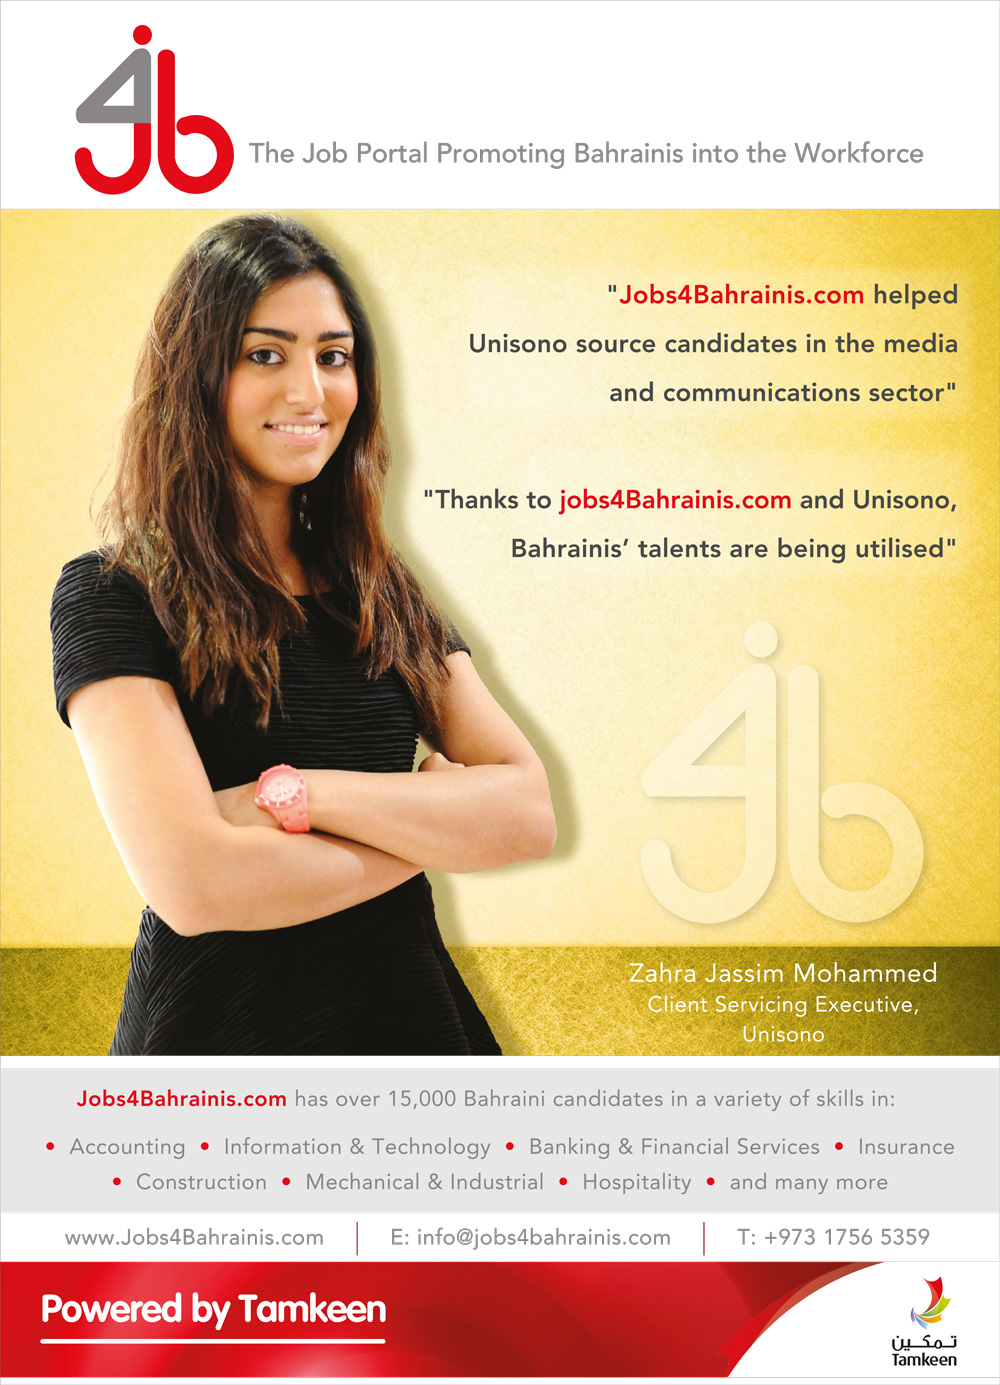 j4b
The Job Portal Promoting Bahrainis into the Workforce
"Jobs4Bahrainis.com helped
Unisono source candidates in the media
and communications sector"
"Thanks to jobs4Bahrainis.com and Unisono,
Bahrainis’ talents are being utilised"
j4b
Zahra Jassim Mohammed
Client Servicing Executive,
Unisono
Jobs4Bahrainis.com has over 15,000 Bahraini candidates in a variety of skills in:
• Accounting • Information & Technology • Banking & Financial Services • Insurance
• Construction • Mechanical & Industrial • Hospitality • and many more
www.Jobs4Bahrainis.com | E: info@jobs4bahrainis.com | T: +973 1756 5359
Powered by Tamkeen
تمكين
Tamkeen